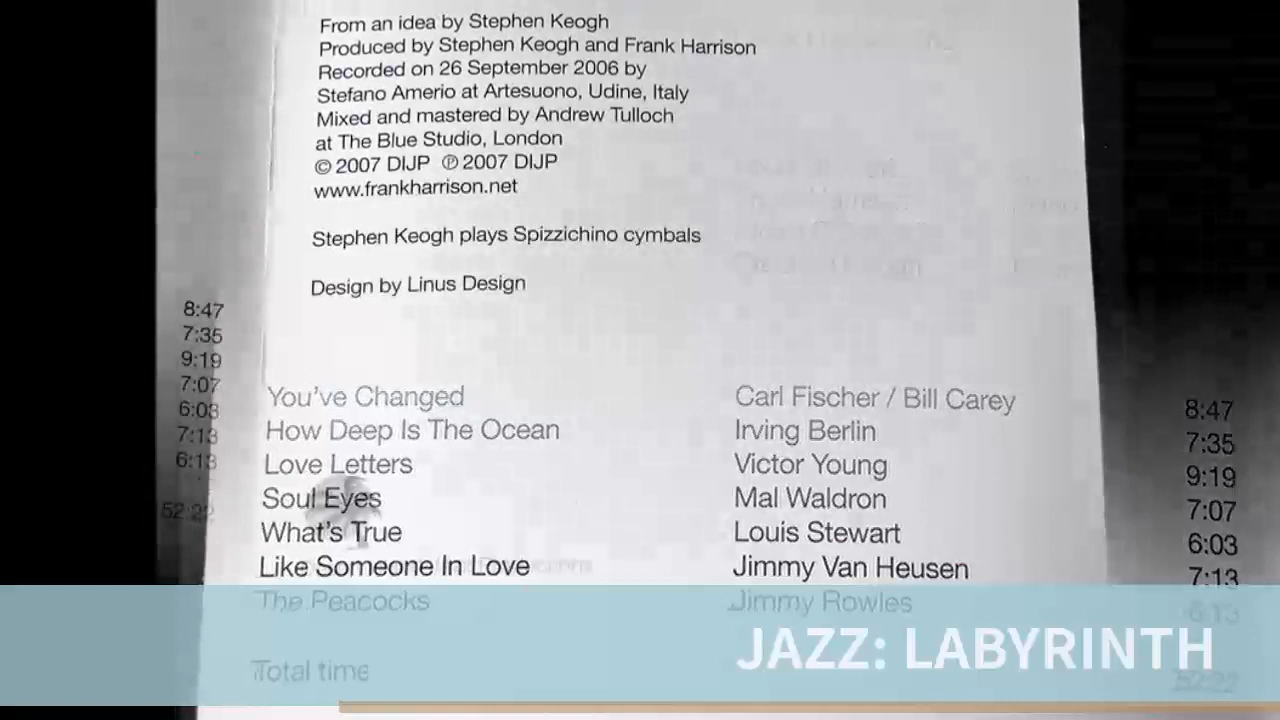 From an idea by Stephen Keogh
Produced by Stephen Keogh and Frank Harrison
Recorded on 26 September 2006 by
Stefano Amerio at Artesuono, Udine, Italy
Mixed and mastered by Andrew Tulloch
at The Blue Studio, London
© 2007 DIJP ℗ 2007 DIJP
www.frankharrison.net
Stephen Keogh plays Spizzichino cymbals
Design by Linus Design
8:47
7:35
9:19
7:07
6:03
7:13
6:13
52:22
You've Changed Carl Fischer / Bill Carey 8:47
How Deep Is The Ocean Irving Berlin 7:35
Love Letters Victor Young 9:19
Soul Eyes Mal Waldron 7:07
What's True Louis Stewart 6:03
Like Someone In Love Jimmy Van Heusen 7:13
The Peacocks Jimmy Rowles 6:13
Total time 52:22
JAZZ: LABYRINTH